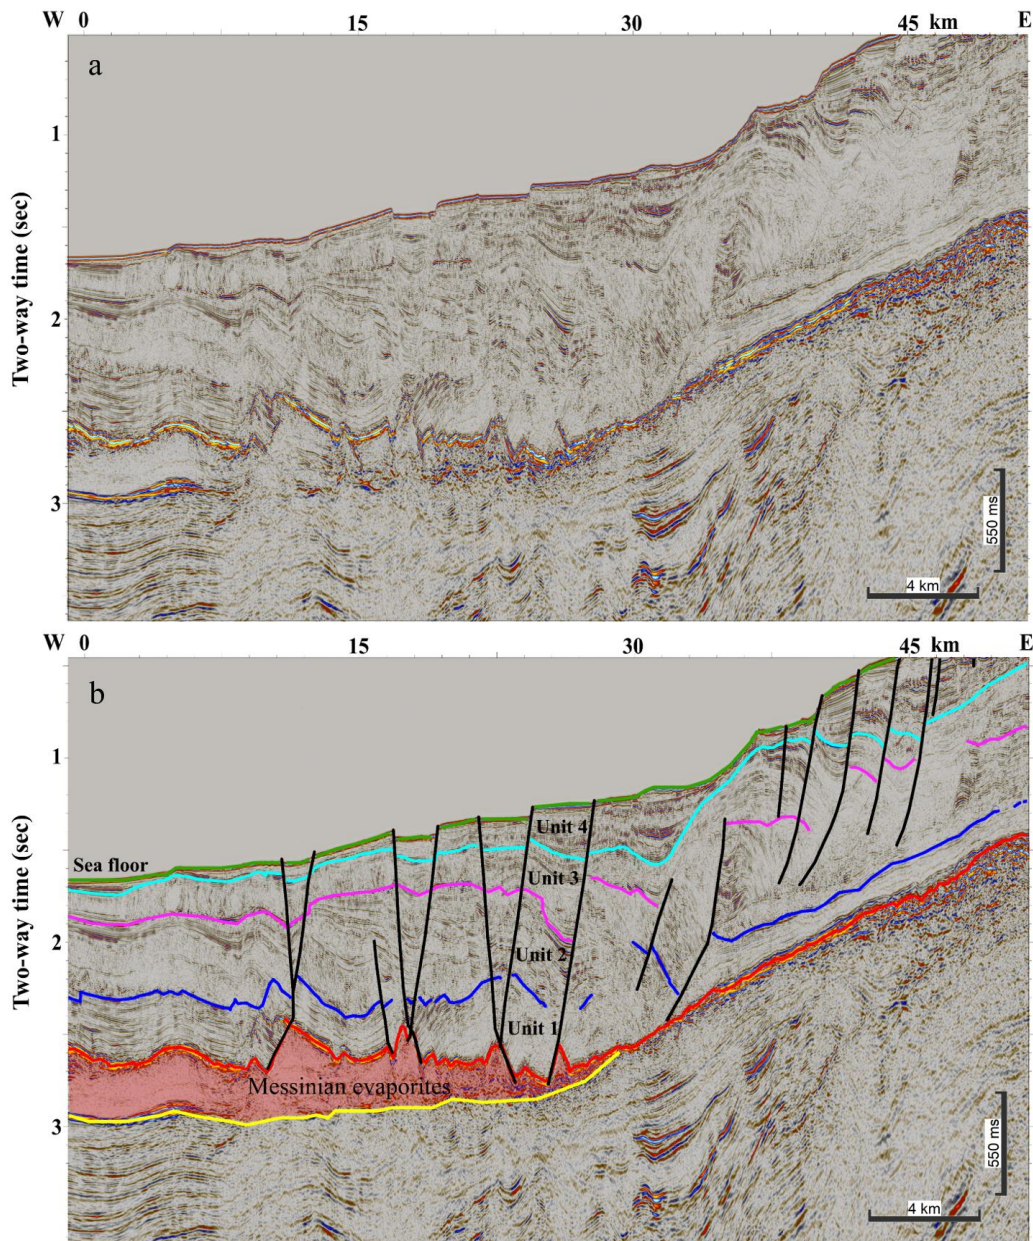 W 0 15 30 45 km E
a
1
Two-way time (sec)
2
3
550 ms
4 km
W 0 15 30 45 km E
b
1
Unit 4
Sea floor
Unit 3
Two-way time (sec)
2
Unit 2
Unit 1
Messinian evaporites
3
550 ms
4 km